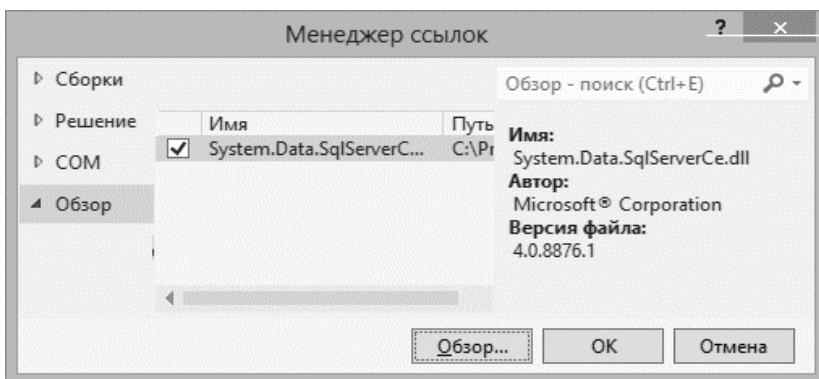 Менеджер ссылок
?
×
Сборки
Решение
COM
Обзор
Имя Путь
System.Data.SqlServerC... C:\Pr
Обзор - поиск (Ctrl+E)
Имя:
System.Data.SqlServerCe.dll
Автор:
Microsoft® Corporation
Версия файла:
4.0.8876.1
Обзор...
OK
Отмена